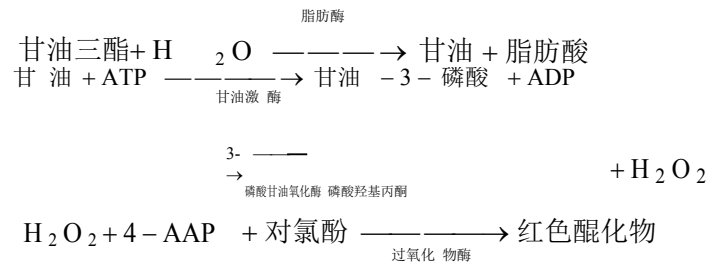 脂肪酶
甘油三酯+ H 2 O ———→ 甘油 + 脂肪酸
甘 油 + ATP ————→ 甘油 －3－ 磷酸 + ADP
甘油激 酶
3- ——
→ 磷酸甘油氧化酶 磷酸羟基丙酮 + H 2 O 2
H 2 O 2 + 4 － AAP + 对氯酚 ———→ 红色醌化物
过氧化 物酶